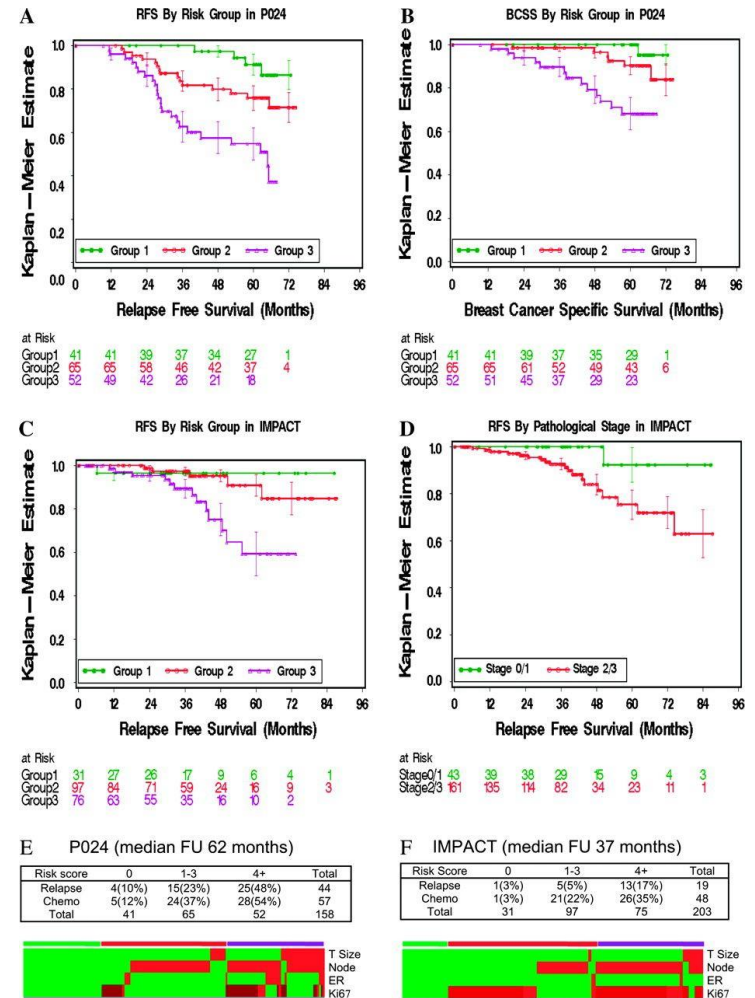 A
RFS By Risk Group in P024
Kaplan–Meier Estimate
1.0
0.8
0.6
0.4
0.2
0.0
Group 1 Group 2 Group 3
0 12 24 36 48 60 72 84 96
Relapse Free Survival (Months)
at Risk
Group1 41 41 39 37 34 27 1
Group2 65 65 58 46 42 37 4
Group3 52 49 42 26 21 18
B
BCSS By Risk Group in P024
Kaplan–Meier Estimate
1.0
0.8
0.6
0.4
0.2
0.0
Group 1 Group 2 Group 3
0 12 24 36 48 60 72 84 96
Breast Cancer Specific Survival (Months)
at Risk
Group1 41 41 39 37 35 29 1
Group2 65 65 61 52 49 43 6
Group3 52 51 45 37 29 23
C
RFS By Risk Group in IMPACT
Kaplan–Meier Estimate
1.0
0.8
0.6
0.4
0.2
0.0
Group 1 Group 2 Group 3
0 12 24 36 48 60 72 84 96
Relapse Free Survival (Months)
at Risk
Group1 31 27 26 17 9 6 4 1
Group2 97 84 71 59 24 16 9 3
Group3 76 63 55 35 16 10 2
D
RFS By Pathological Stage in IMPACT
Kaplan–Meier Estimate
1.0
0.8
0.6
0.4
0.2
0.0
Stage 0/1 Stage 2/3
0 12 24 36 48 60 72 84 96
Relapse Free Survival (Months)
at Risk
Stage0/1 43 39 38 29 15 9 4 3
Stage2/3 161 135 114 82 34 23 11 1
E P024 (median FU 62 months)
Risk score 0 1-3 4+ Total
Relapse 4(10%) 15(23%) 25(48%) 44
Chemo 5(12%) 24(37%) 28(54%) 57
Total 41 65 52 158
T Size
Node
ER
Ki67
F IMPACT (median FU 37 months)
Risk Score 0 1-3 4+ Total
Relapse 1(3%) 5(5%) 13(17%) 19
Chemo 1(3%) 21(22%) 26(35%) 48
Total 31 97 75 203
T Size
Node
ER
Ki67